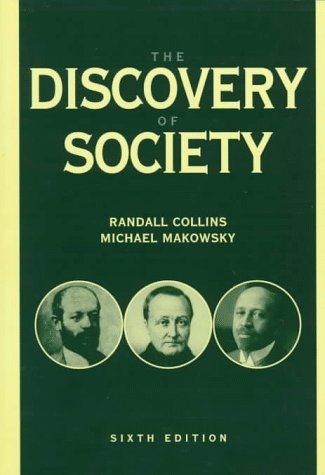 THE
DISCOVERY
OF
SOCIETY
RANDALL COLLINS
MICHAEL MAKOWSKY
SIXTH EDITION